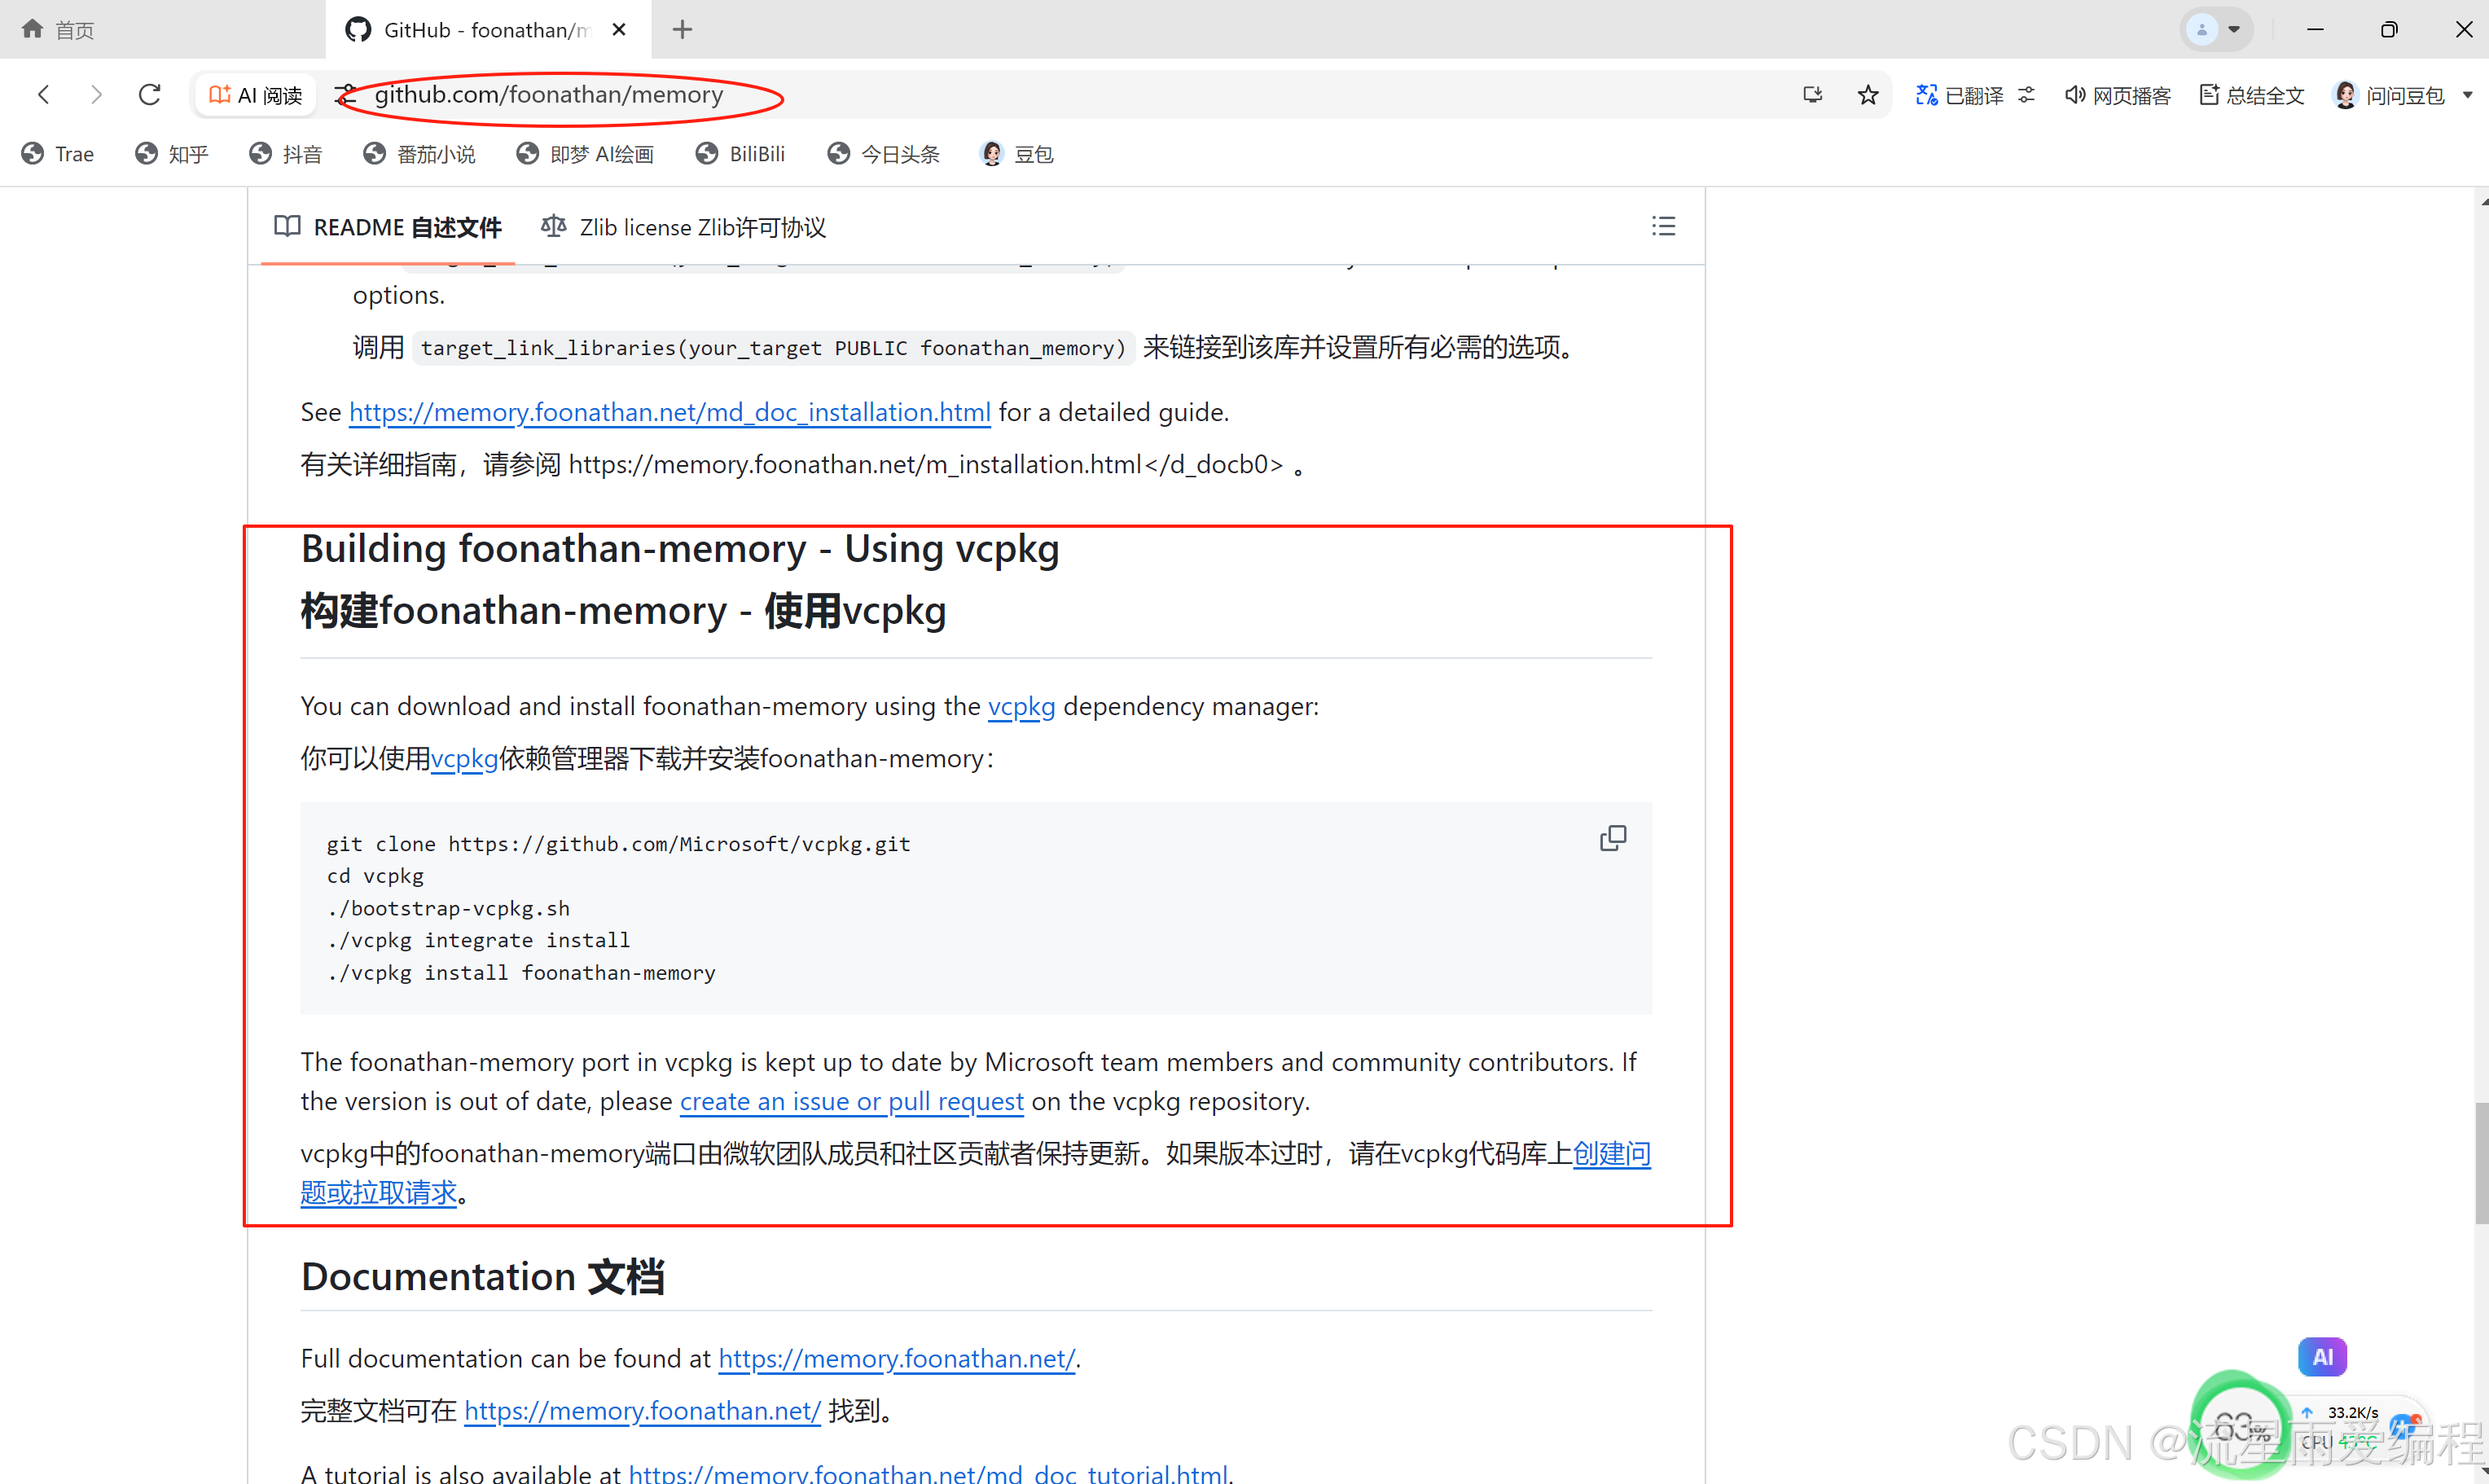 首页
GitHub - foonathan/m
AI 阅读
github.com/foonathan/memory
已翻译
网页播客
总结全文
问问豆包
Trae
知乎
抖音
番茄小说
即梦 AI绘画
BiliBili
今日头条
豆包
README 自述文件
Zlib license Zlib许可协议
options.
调用 target_link_libraries(your_target PUBLIC foonathan_memory) 来链接到该库并设置所有必需的选项。
See https://memory.foonathan.net/md_doc_installation.html for a detailed guide.
有关详细指南，请参阅 https://memory.foonathan.net/m_installation.html</d_docb0> 。
Building foonathan-memory - Using vcpkg
构建foonathan-memory - 使用vcpkg
You can download and install foonathan-memory using the vcpkg dependency manager:
你可以使用vcpkg依赖管理器下载并安装foonathan-memory：
git clone https://github.com/Microsoft/vcpkg.git
cd vcpkg
./bootstrap-vcpkg.sh
./vcpkg integrate install
./vcpkg install foonathan-memory
The foonathan-memory port in vcpkg is kept up to date by Microsoft team members and community contributors. If
the version is out of date, please create an issue or pull request on the vcpkg repository.
vcpkg中的foonathan-memory端口由微软团队成员和社区贡献者保持更新。如果版本过时，请在vcpkg代码库上创建问
题或拉取请求。
Documentation 文档
Full documentation can be found at https://memory.foonathan.net/.
完整文档可在 https://memory.foonathan.net/ 找到。
A tutorial is also available at https://memory.foonathan.net/md_doc_tutorial.html.
AI
33.2K/s
63%
CPU
CSDN @流星雨爱编程